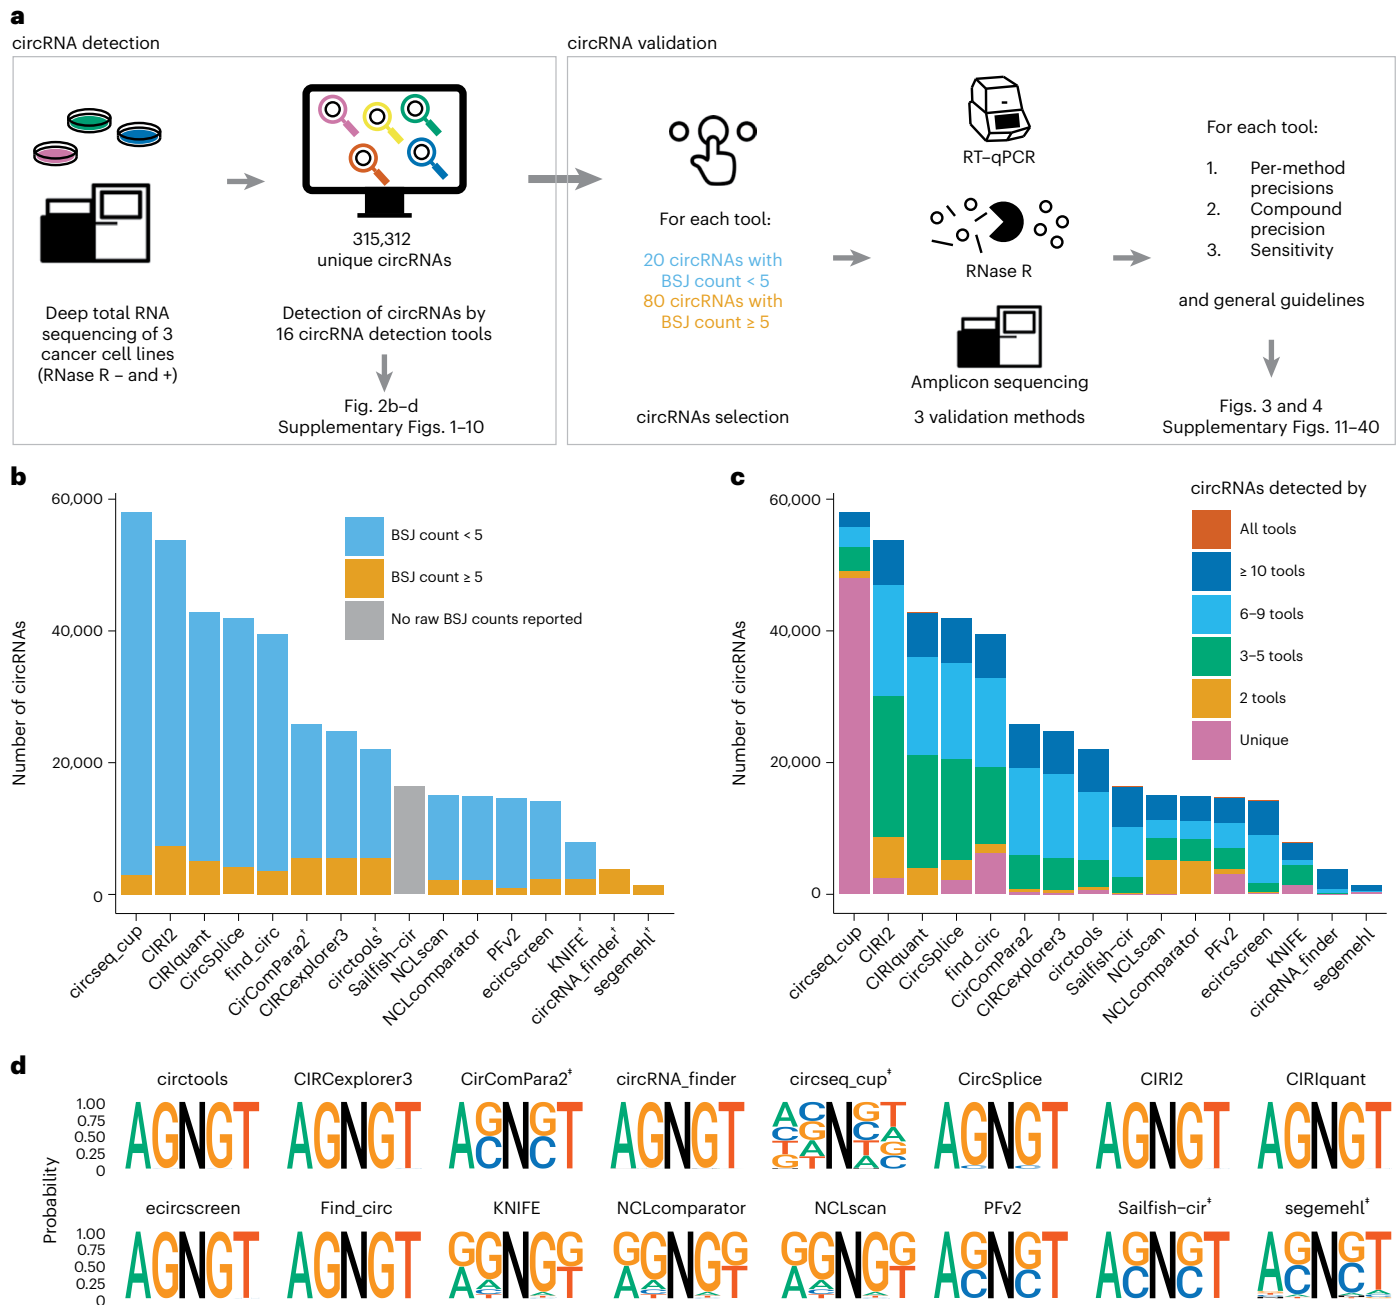 a
circRNA detection
circRNA validation
Deep total RNA
sequencing of 3
cancer cell lines
(RNase R – and +)
315,312
unique circRNAs
Detection of circRNAs by
16 circRNA detection tools
Fig. 2b–d
Supplementary Figs. 1–10
For each tool:
20 circRNAs with
BSJ count < 5
80 circRNAs with
BSJ count ≥ 5
circRNAs selection
RT–qPCR
RNase R
Amplicon sequencing
3 validation methods
For each tool:
1. Per-method
precisions
2. Compound
precision
3. Sensitivity
and general guidelines
Figs. 3 and 4
Supplementary Figs. 11–40
b
Number of circRNAs
60,000
40,000
20,000
0
BSJ count < 5
BSJ count ≥ 5
No raw BSJ counts reported
circseq_cup
CIRI2
CIRIquant
CircSplice
find_circ
CirComPara2†
CIRCexplorer3
circtools†
Sailfish-cir
NCLscan
NCLcomparator
PFv2
ecircscreen
KNIFE†
circRNA_finder†
segemehl†
c
Number of circRNAs
60,000
40,000
20,000
0
circRNAs detected by
All tools
≥ 10 tools
6–9 tools
3–5 tools
2 tools
Unique
circseq_cup
CIRI2
CIRIquant
CircSplice
find_circ
CirComPara2
CIRCexplorer3
circtools
Sailfish-cir
NCLscan
NCLcomparator
PFv2
ecircscreen
KNIFE
circRNA_finder
segemehl
d
Probability
circtools
CIRCexplorer3
CirComPara2‡
circRNA_finder
circseq_cup‡
CircSplice
CIRI2
CIRIquant
1.00
0.75
0.50
0.25
0
AGNGT
AGNGT
AGNGT
CNC
AGNGT
ACNGT
CGNCA
TANTG
GTNAC
AGNGT
AGNGT
AGNGT
ecircscreen
Find_circ
KNIFE
NCLcomparator
NCLscan
PFv2
Sailfish–cir‡
segemehl‡
1.00
0.75
0.50
0.25
0
AGNGT
AGNGT
GGNGG
A T
GGNGG
A T
GGNGG
A T
AGNGT
CNC
AGNGT
CNC
AGNGT
CNC